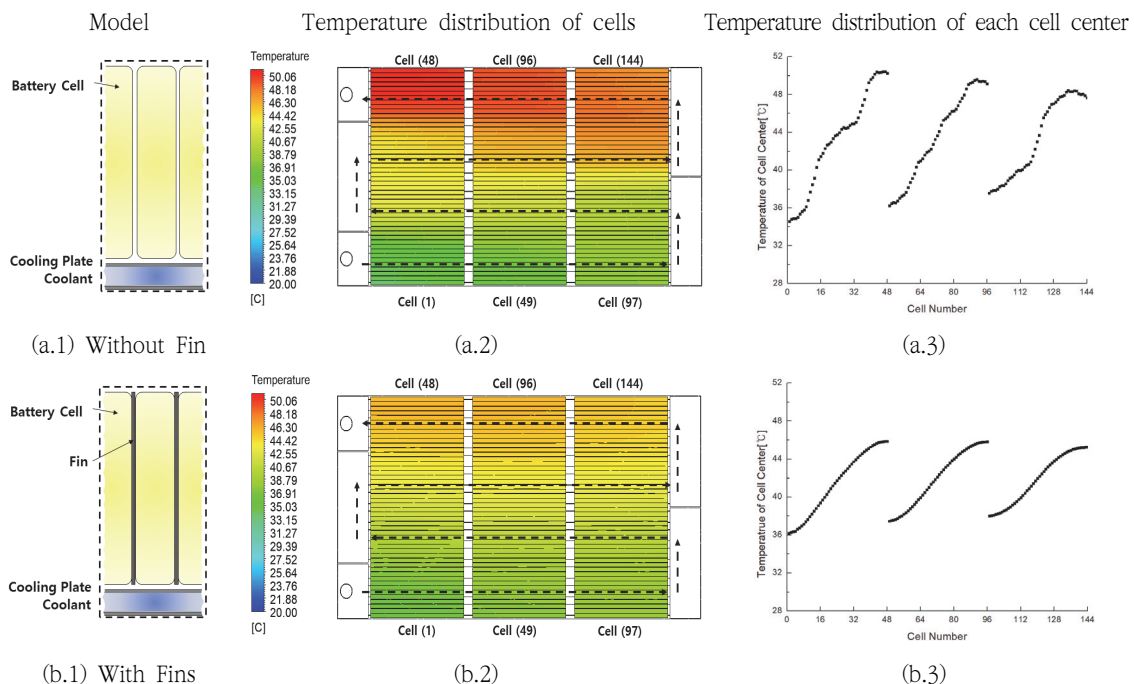 Model
Temperature distribution of cells
Temperature distribution of each cell center
Battery Cell
Cooling Plate
Coolant
Temperature
50.06
48.18
46.30
44.42
42.55
40.67
38.79
36.91
35.03
33.15
31.27
29.39
27.52
25.64
23.76
21.88
20.00
[C]
Cell (48)
Cell (96)
Cell (144)
Cell (1)
Cell (49)
Cell (97)
Temperature of Cell Center[℃]
52
48
44
40
36
32
28
0
16
32
48
64
80
96
112
128
144
Cell Number
(a.1) Without Fin
(a.2)
(a.3)
Battery Cell
Fin
Cooling Plate
Coolant
Temperature
50.06
48.18
46.30
44.42
42.55
40.67
38.79
36.91
35.03
33.15
31.27
29.39
27.52
25.64
23.76
21.88
20.00
[C]
Cell (48)
Cell (96)
Cell (144)
Cell (1)
Cell (49)
Cell (97)
Temperatrue of Cell Center[℃]
52
48
44
40
36
32
28
0
16
32
48
64
80
96
112
128
144
Cell Number
(b.1) With Fins
(b.2)
(b.3)